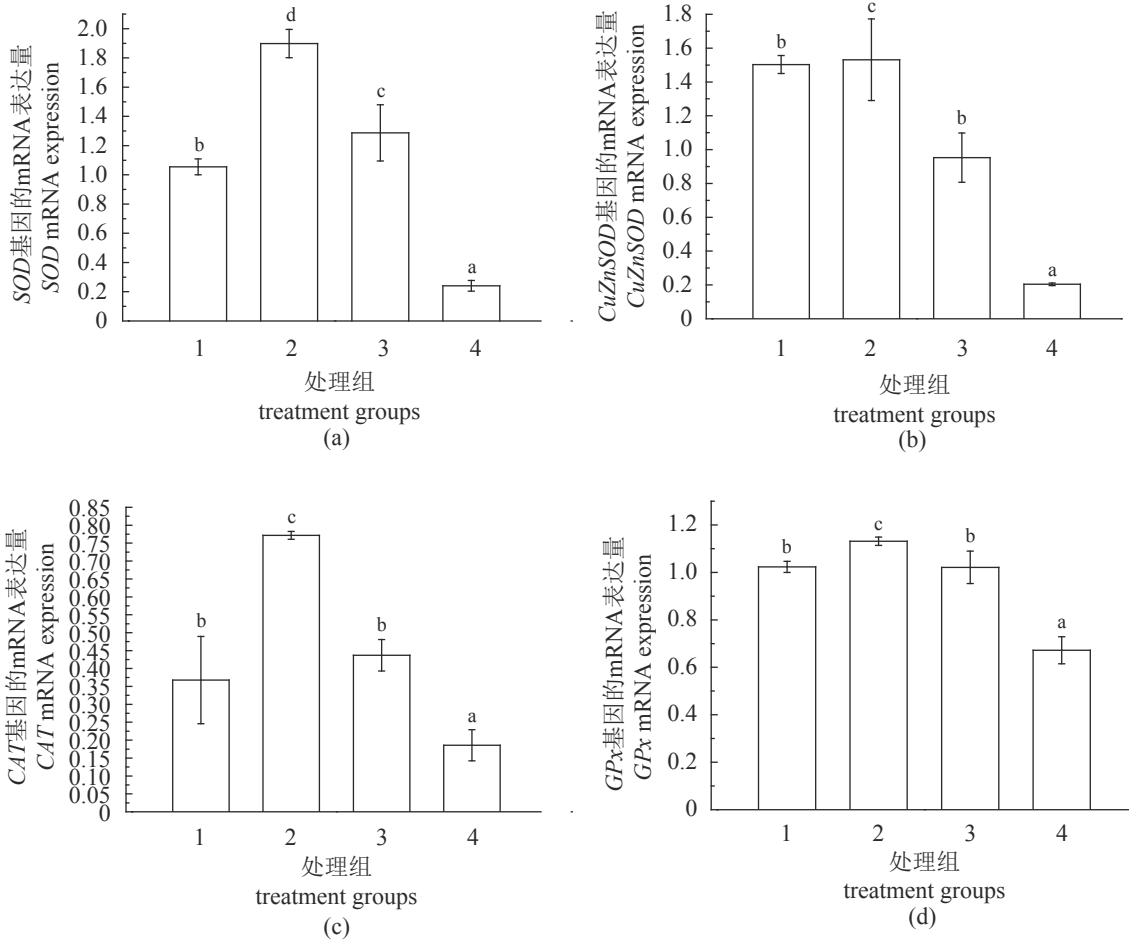 SOD基因的mRNA表达量
SOD mRNA expression
2.0
1.8
1.6
1.4
1.2
1.0
0.8
0.6
0.4
0.2
0
b
d
c
a
1 2 3 4
处理组
treatment groups
(a)
CuZnSOD基因的mRNA表达量
CuZnSOD mRNA expression
1.8
1.6
1.4
1.2
1.0
0.8
0.6
0.4
0.2
0
b
c
b
a
1 2 3 4
处理组
treatment groups
(b)
CAT基因的mRNA表达量
CAT mRNA expression
0.85
0.80
0.75
0.70
0.65
0.60
0.55
0.50
0.45
0.40
0.35
0.30
0.25
0.20
0.15
0.10
0.05
0
b
c
b
a
1 2 3 4
处理组
treatment groups
(c)
GPx基因的mRNA表达量
GPx mRNA expression
1.2
1.0
0.8
0.6
0.4
0.2
0
b
c
b
a
1 2 3 4
处理组
treatment groups
(d)